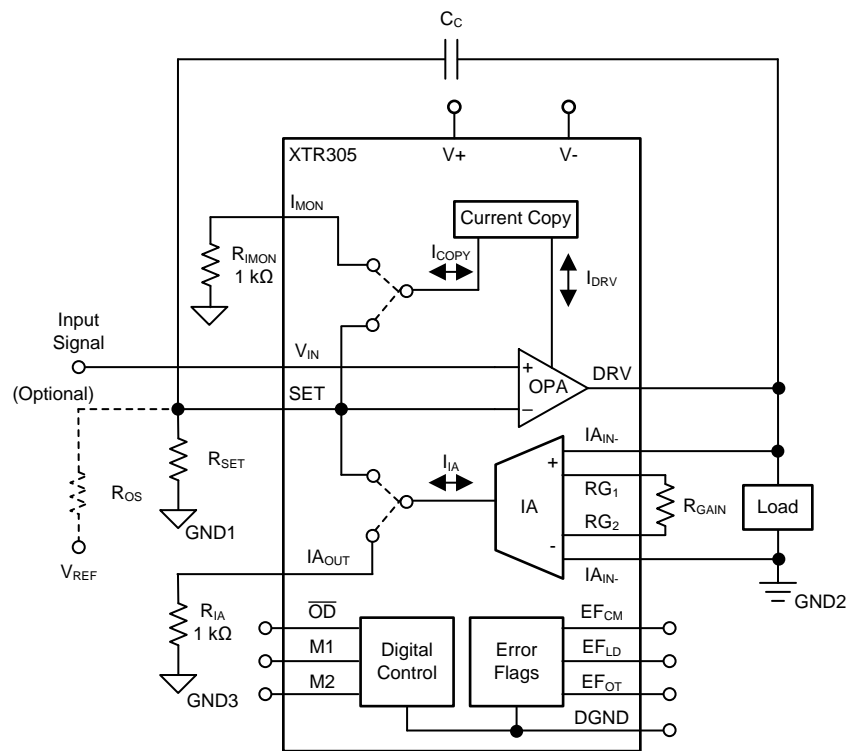 C_C
XTR305
V+
V-
I_MON
Current Copy
R_IMON
1 kΩ
I_COPY
I_DRV
Input
Signal
V_IN
+
OPA
DRV
(Optional)
SET
–
IA_IN-
R_SET
I_IA
+
RG_1
R_OS
IA
R_GAIN
Load
GND1
RG_2
-
V_REF
IA_OUT
IA_IN-
GND2
R_IA
1 kΩ
OD
EF_CM
M1
Digital
Control
Error
Flags
EF_LD
M2
EF_OT
GND3
DGND